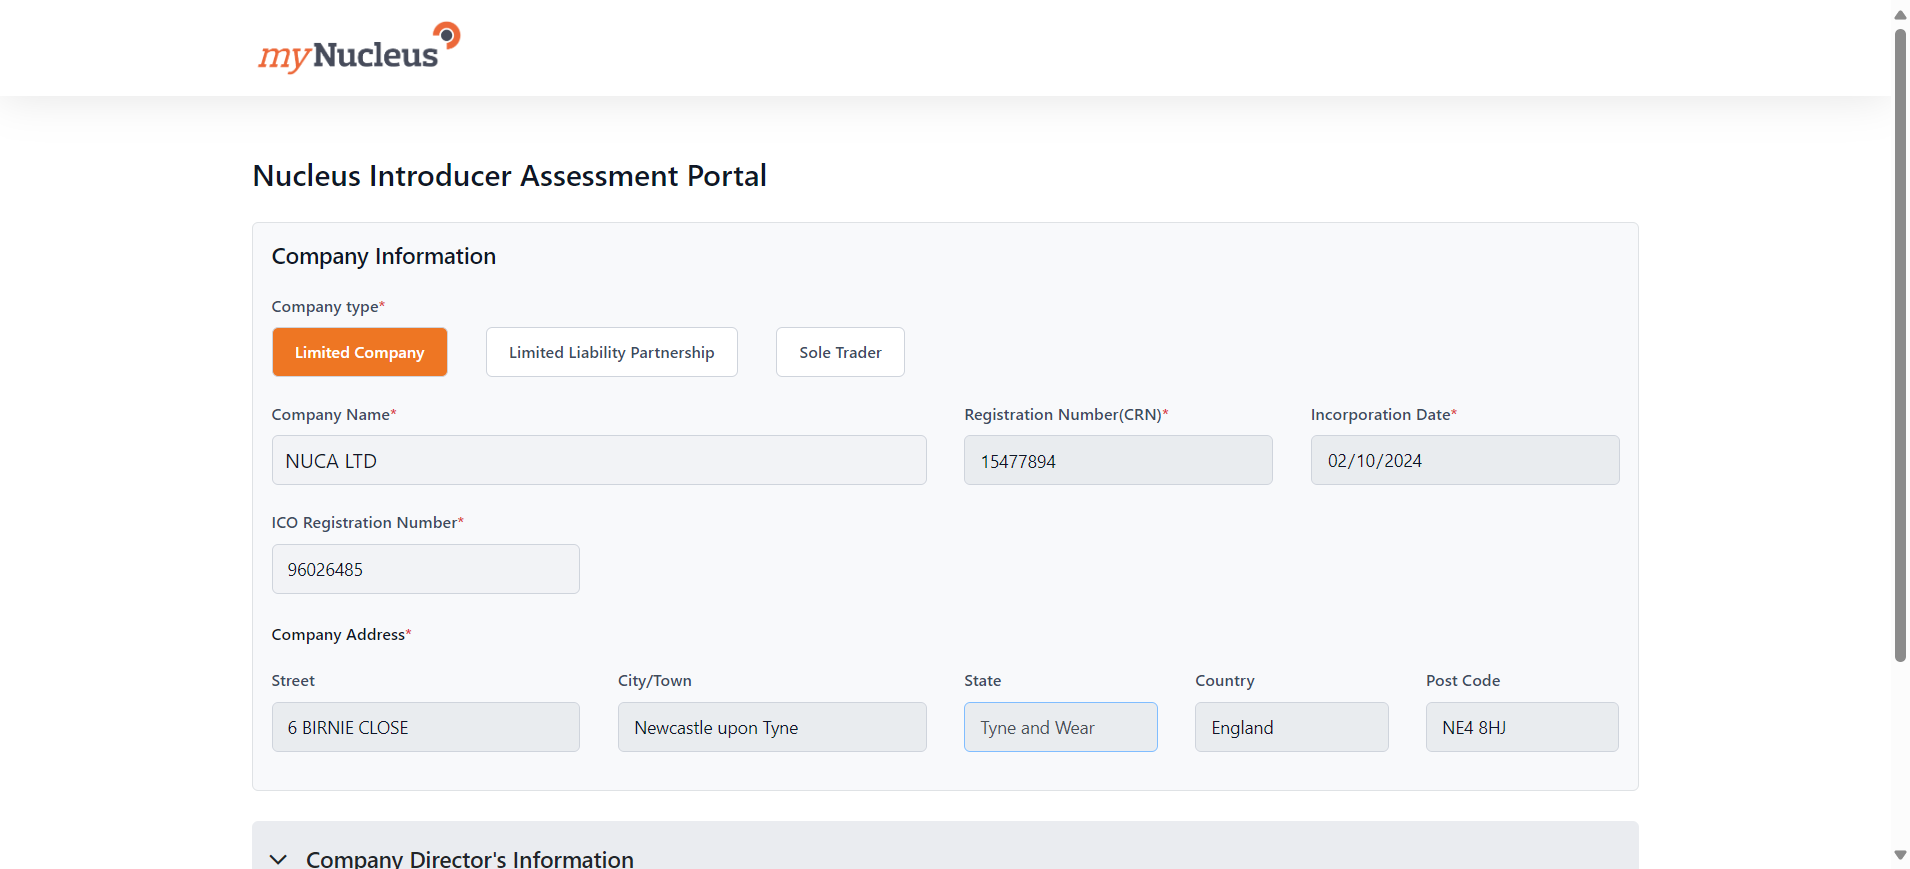 myNucleus
Nucleus Introducer Assessment Portal
Company Information
Company type*
Limited Company
Limited Liability Partnership
Sole Trader
Company Name*
Registration Number(CRN)*
Incorporation Date*
NUCA LTD
15477894
02/10/2024
ICO Registration Number*
96026485
Company Address*
Street
City/Town
State
Country
Post Code
6 BIRNIE CLOSE
Newcastle upon Tyne
Tyne and Wear
England
NE4 8HJ
Company Director's Information